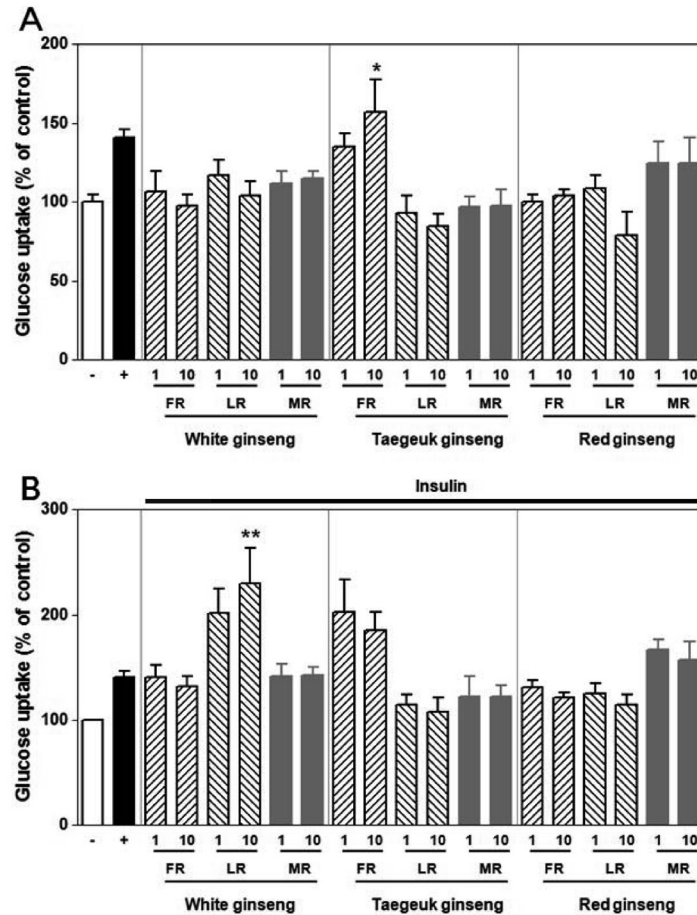 A
Glucose uptake (% of control)
200
150
100
50
0
*
- + 1 10 1 10 1 10 1 10 1 10 1 10 1 10 1 10 1 10
FR LR MR FR LR MR FR LR MR
White ginseng Taegeuk ginseng Red ginseng
B
Insulin
Glucose uptake (% of control)
300
200
100
0
**
- + 1 10 1 10 1 10 1 10 1 10 1 10 1 10 1 10 1 10
FR LR MR FR LR MR FR LR MR
White ginseng Taegeuk ginseng Red ginseng